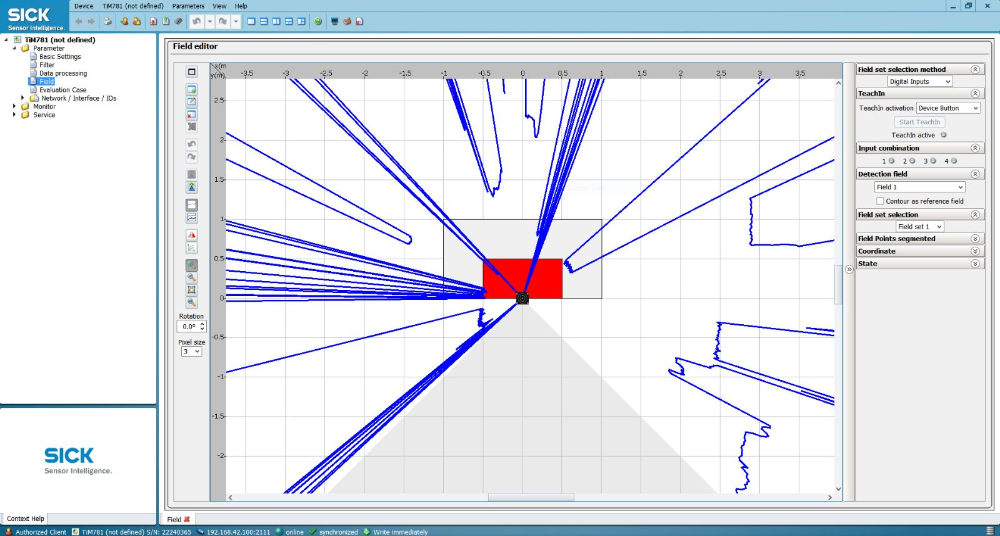 SICK
Sensor Intelligence.
Device TiM781 (not defined) Parameters View Help
TiM781 (not defined)
Parameter
Basic Settings
Filter
Data processing
Field
Evaluation Case
Network / Interface / IOs
Monitor
Service
SICK
Sensor Intelligence.
Context Help
Field editor
x(m
y(m)
-3.5 -3 -2.5 -2 -1.5 -1 -0.5 0 0.5 1 1.5 2 2.5 3 3.5
2.5
2
1.5
1
0.5
0
-0.5
-1
-1.5
-2
Rotation
0.0°
Pixel size
3
Field set selection method
Digital Inputs
TeachIn
TeachIn activation Device Button
Start TeachIn
TeachIn active
Input combination
1 2 3 4
Detection field
Field 1
Contour as reference field
Field set selection
Field set 1
Field Points segmented
Coordinate
State
Field
Authorized Client TiM781 (not defined) S/N: 22240365 192.168.42.100:2111 online synchronized Write immediately